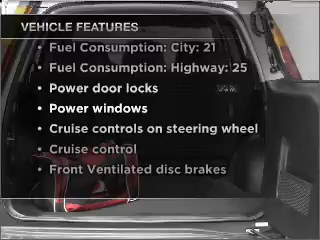 VEHICLE FEATURES
• Fuel Consumption: City: 21
• Fuel Consumption: Highway: 25
• Power door locks
• Power windows
• Cruise controls on steering wheel
• Cruise control
• Front Ventilated disc brakes